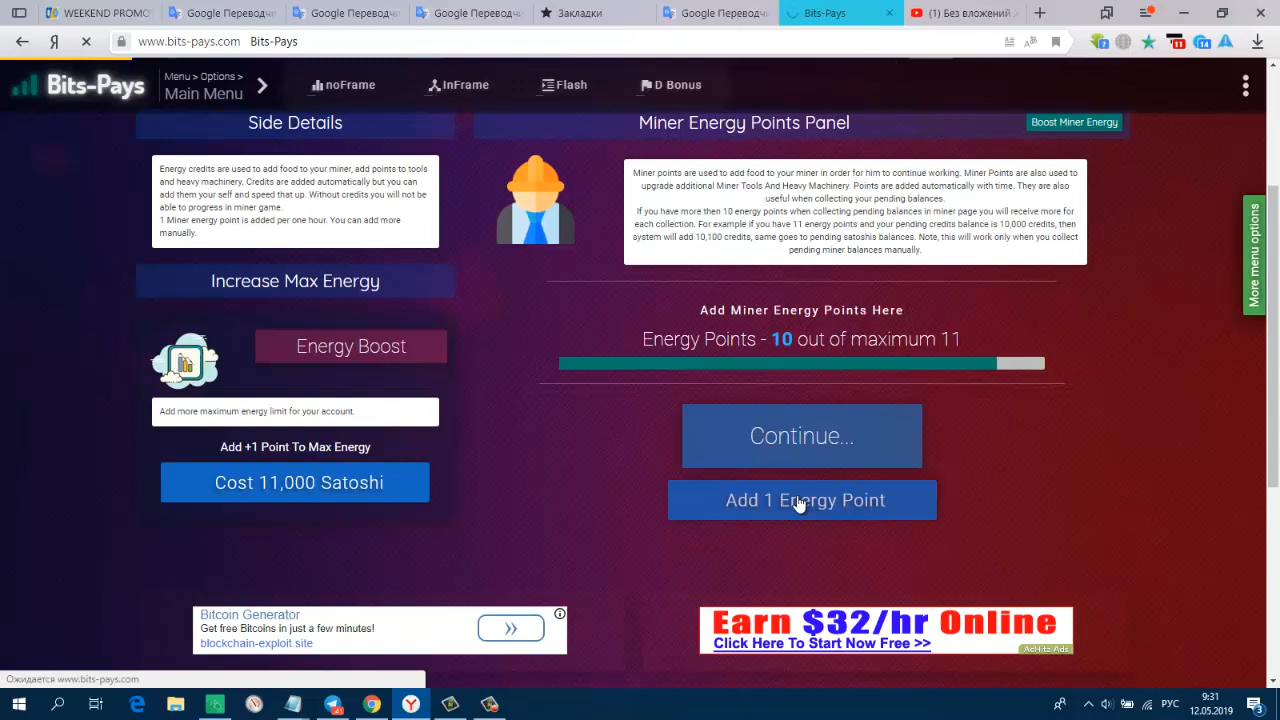 WEEKEND PROMO
Google Переводч
Google Переводч
Google Переводч
Закладки
Google Переводч
Bits-Pays
(1) Без вложений
www.bits-pays.com Bits-Pays
7
11
14
Bits-Pays
Menu > Options >
Main Menu
noFrame
InFrame
Flash
D Bonus
Side Details
Energy credits are used to add food to your miner, add points to tools
and heavy machinery. Credits are added automatically but you can
add them your self and speed that up. Without credits you will not be
able to progress in miner game.
1 Miner energy point is added per one hour. You can add more
manually.
Increase Max Energy
Energy Boost
Add more maximum energy limit for your account.
Add +1 Point To Max Energy
Cost 11,000 Satoshi
Miner Energy Points Panel
Boost Miner Energy
Miner points are used to add food to your miner in order for him to continue working. Miner Points are also used to
upgrade additional Miner Tools And Heavy Machinery. Points are added automatically with time. They are also
useful when collecting your pending balances.
If you have more then 10 energy points when collecting pending balances in miner page you will receive more for
each collection. For example if you have 11 energy points and your pending credits balance is 10,000 credits, then
system will add 10,100 credits, same goes to pending satoshis balances. Note, this will work only when you collect
pending miner balances manually.
Add Miner Energy Points Here
Energy Points - 10 out of maximum 11
Continue...
Add 1 Energy Point
More menu options
Bitcoin Generator
Get free Bitcoins in just a few minutes!
blockchain-exploit.site
Earn $32/hr Online
Click Here To Start Now Free >>
AdHitz Ads
Ожидается www.bits-pays.com
РУС
9:31
12.05.2019